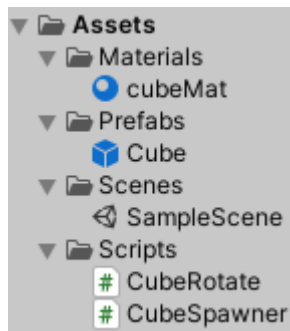 Assets
Materials
cubeMat
Prefabs
Cube
Scenes
SampleScene
Scripts
# CubeRotate
# CubeSpawner